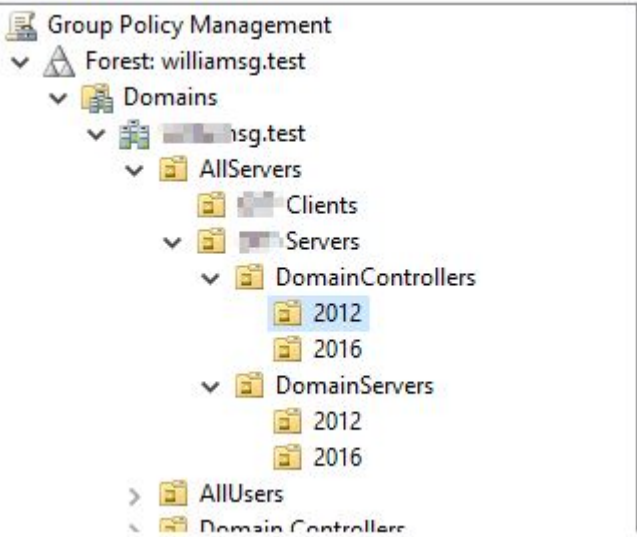 Group Policy Management
Forest: williamsg.test
Domains
msg.test
AllServers
Clients
Servers
DomainControllers
2012
2016
DomainServers
2012
2016
AllUsers
Domain Controllers